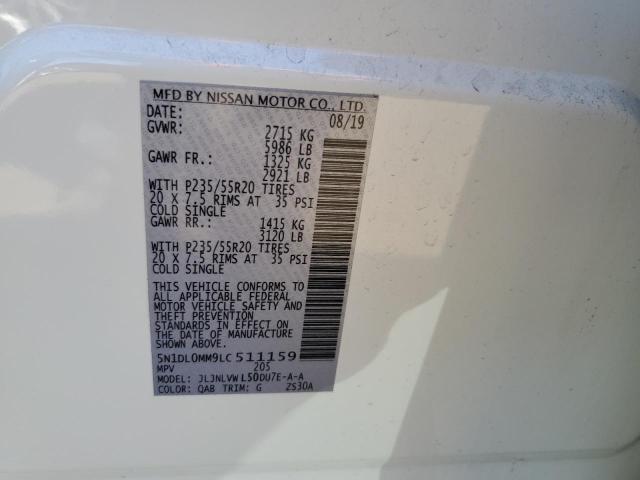 MFD BY NISSAN MOTOR CO., LTD.
DATE: 08/19
GVWR: 2715 KG
5986 LB
GAWR FR.: 1325 KG
2921 LB
WITH P235/55R20 TIRES
20 X 7.5 RIMS AT 35 PSI
COLD SINGLE
GAWR RR.: 1415 KG
3120 LB
WITH P235/55R20 TIRES
20 X 7.5 RIMS AT 35 PSI
COLD SINGLE
THIS VEHICLE CONFORMS TO
ALL APPLICABLE FEDERAL
MOTOR VEHICLE SAFETY AND
THEFT PREVENTION
STANDARDS IN EFFECT ON
THE DATE OF MANUFACTURE
SHOWN ABOVE.
5N1DL0MM9LC511159
MPV 205
MODEL: JLJNLVWL50DU7E-A-A
COLOR: QAB TRIM: G ZS30A